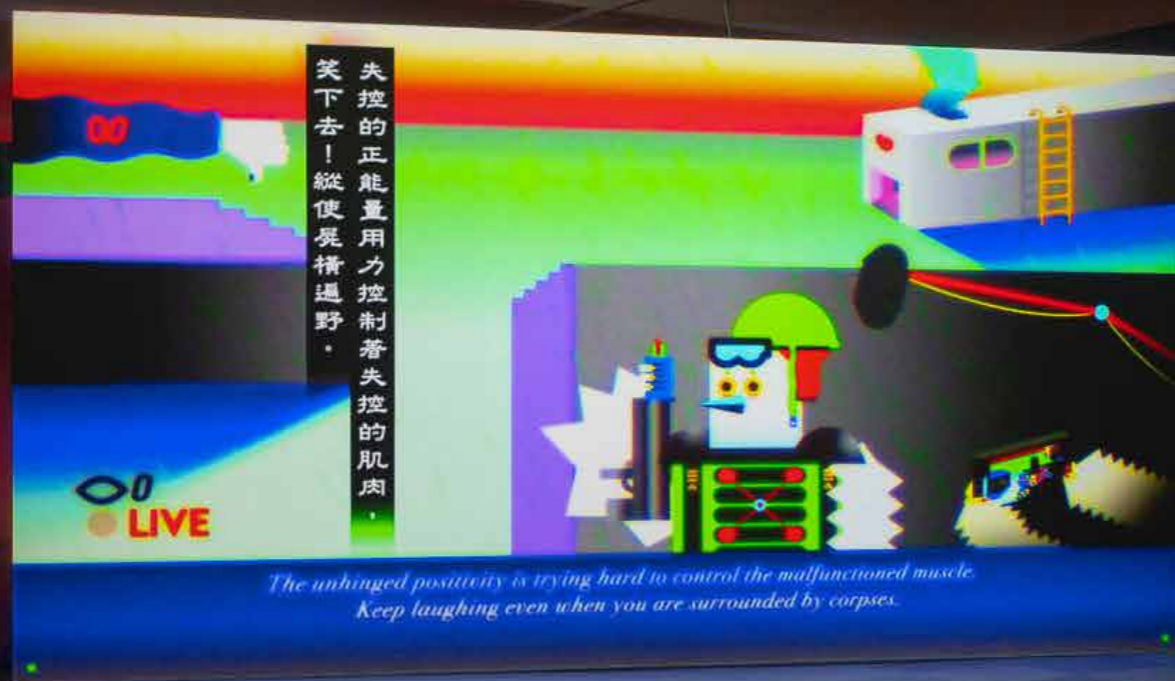 失控的正能量用力控制著失控的肌肉，
笑下去！縱使屍橫遍野。
0
LIVE
The unhinged positivity is trying hard to control the malfunctioned muscle.
Keep laughing even when you are surrounded by corpses.